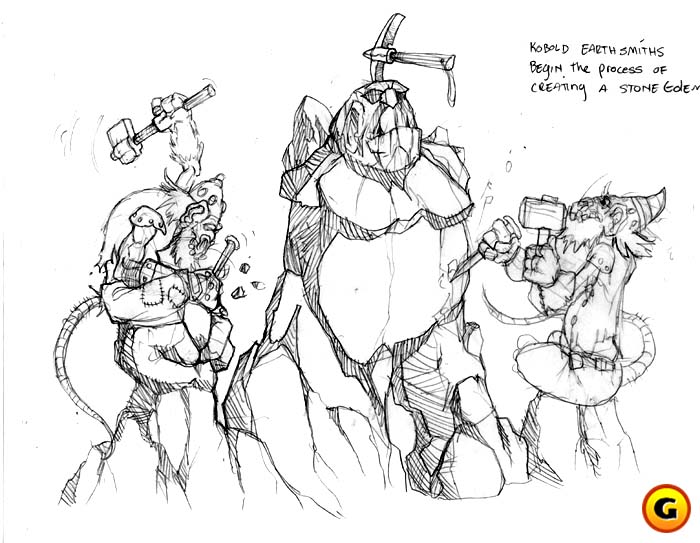 KOBOLD EARTHSMITHS
BEGIN the process of
CREATING A STONE GOLEM
G